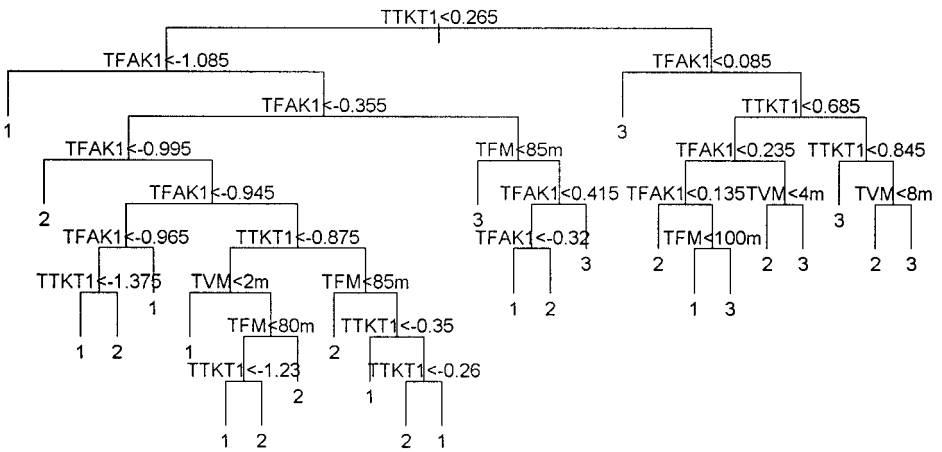 TTKT1<0.265
TFAK1<-1.085 TFAK1<0.085
TFAK1<-0.355 TTKT1<0.685
1 3
TFAK1<-0.995 TFM<85m TFAK1<0.235 TTKT1<0.845
TFAK1<-0.945 TFAK1<0.415 TFAK1<0.135 TVM<4m TVM<8m
2 3 3
TFAK1<-0.965 TTKT1<-0.875 TFAK1<-0.32 TFM<100m
3 2 2 3 2 3
TTKT1<-1.375 TVM<2m TFM<85m
1 1 2 1 3
TFM<80m TTKT1<-0.35
1 2 1 2
TTKT1<-1.23 TTKT1<-0.26
2 1
1 2 2 1